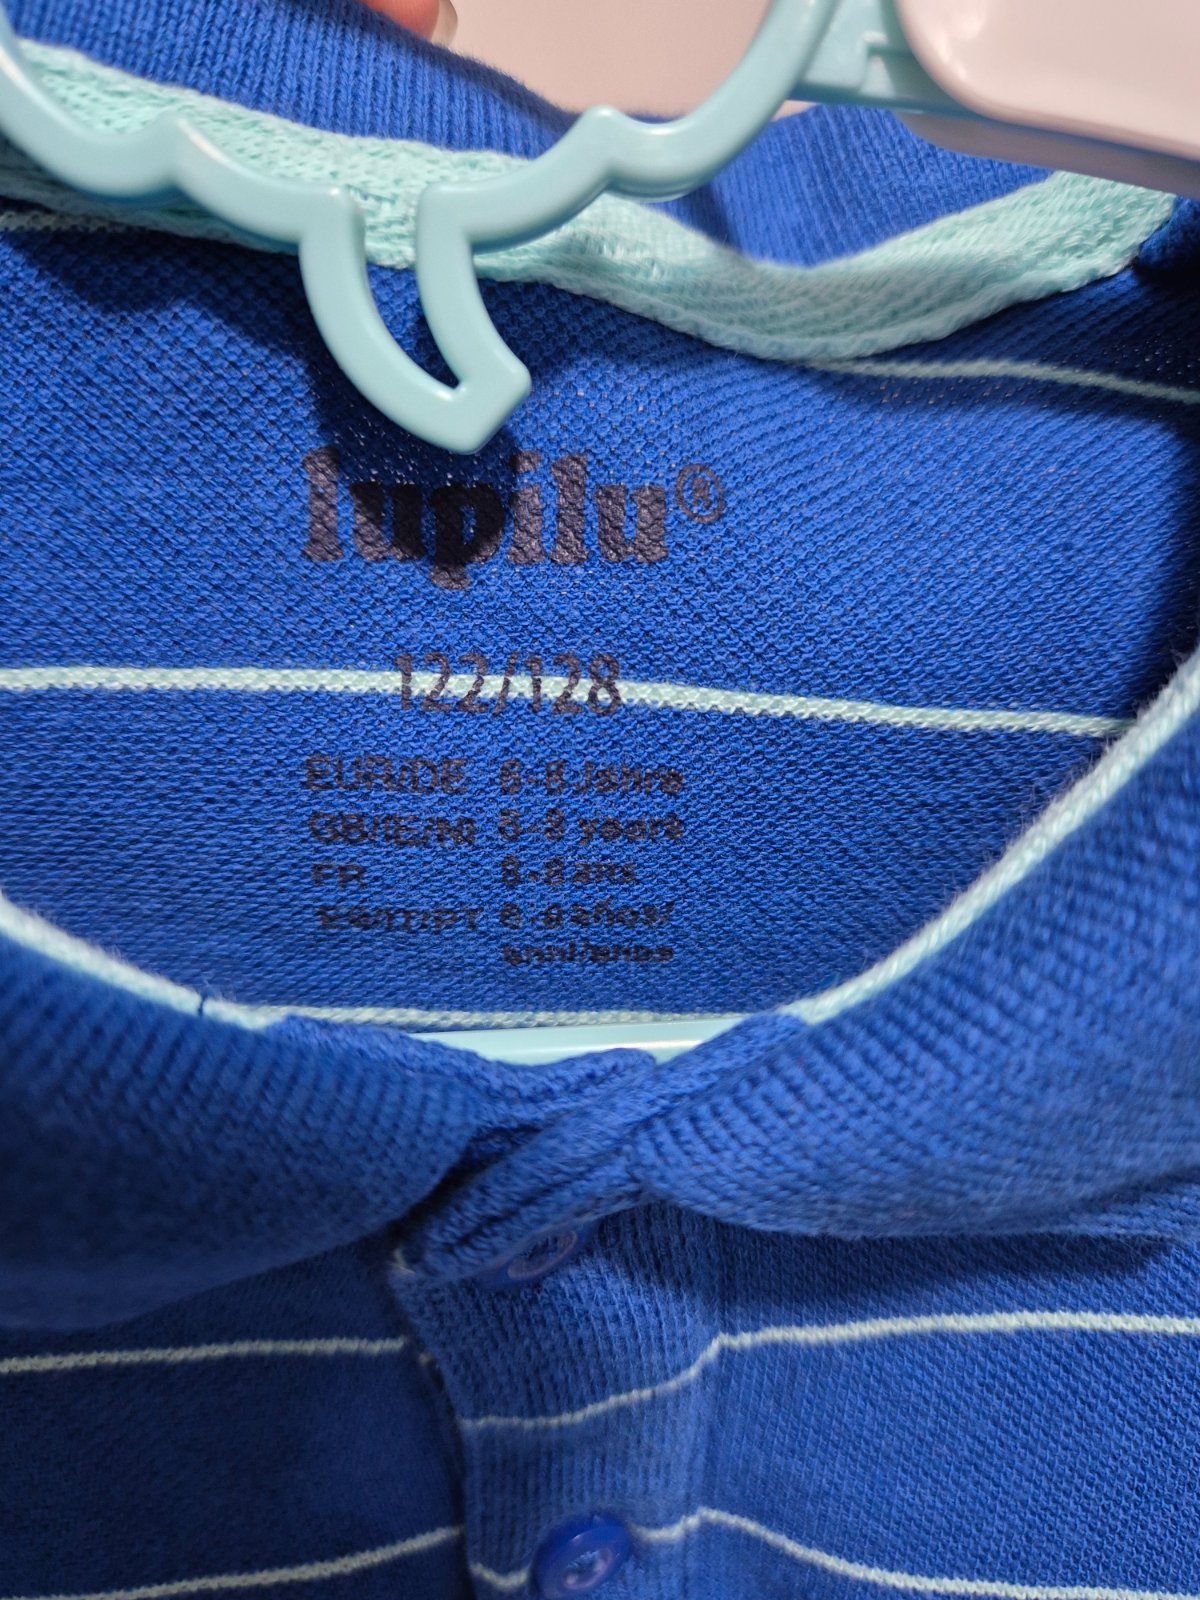 lupilu®
122/128
EUR/DE 6-8 Jahre
GB/IE/NI 6-8 years
FR 6-8 ans
ES/IT/PT 6-8 años/
anni/anos